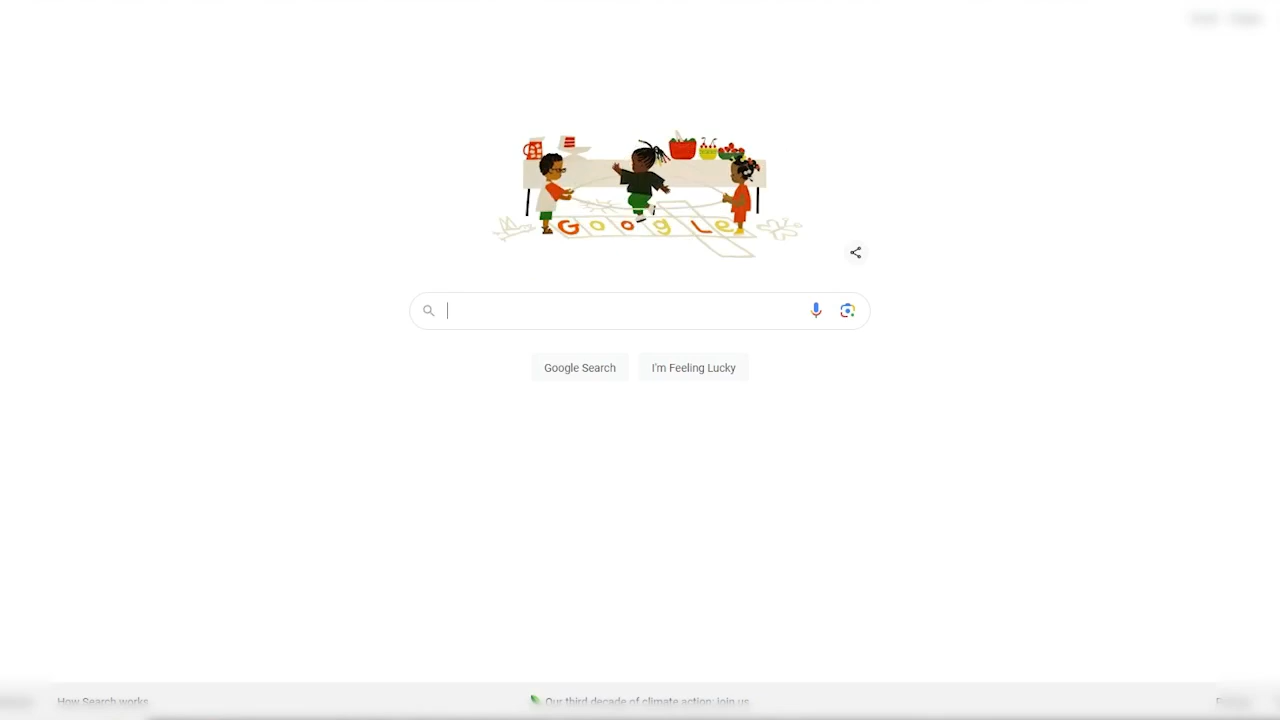 Google
Google Search
I'm Feeling Lucky
How Search works
Our third decade of climate action: join us